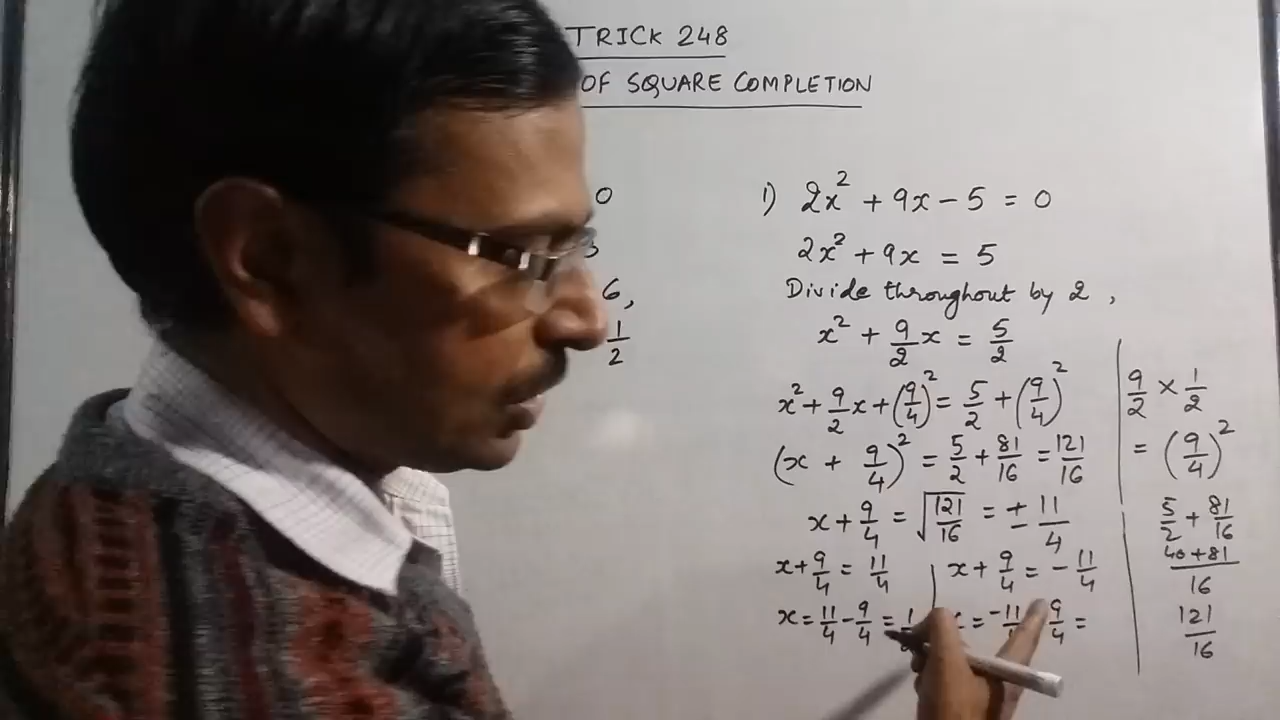 TRICK 248
OF SQUARE COMPLETION
0
6,
1/2
1) 2x² + 9x - 5 = 0
2x² + 9x = 5
Divide throughout by 2 ,
x² + 9/2 x = 5/2
x² + 9/2 x + (9/4)² = 5/2 + (9/4)²
(x + 9/4)² = 5/2 + 81/16 = 121/16
x + 9/4 = √121/16 = ± 11/4
x + 9/4 = 11/4
x = 11/4 - 9/4 =
x + 9/4 = - 11/4
= -11 9/4 =
9/2 × 1/2
= (9/4)²
5/2 + 81/16
40+81/16
121/16